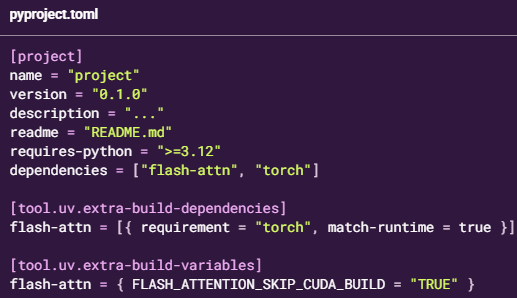 pyproject.toml
[project]
name = "project"
version = "0.1.0"
description = "..."
readme = "README.md"
requires-python = ">=3.12"
dependencies = ["flash-attn", "torch"]
[tool.uv.extra-build-dependencies]
flash-attn = [{ requirement = "torch", match-runtime = true }]
[tool.uv.extra-build-variables]
flash-attn = { FLASH_ATTENTION_SKIP_CUDA_BUILD = "TRUE" }